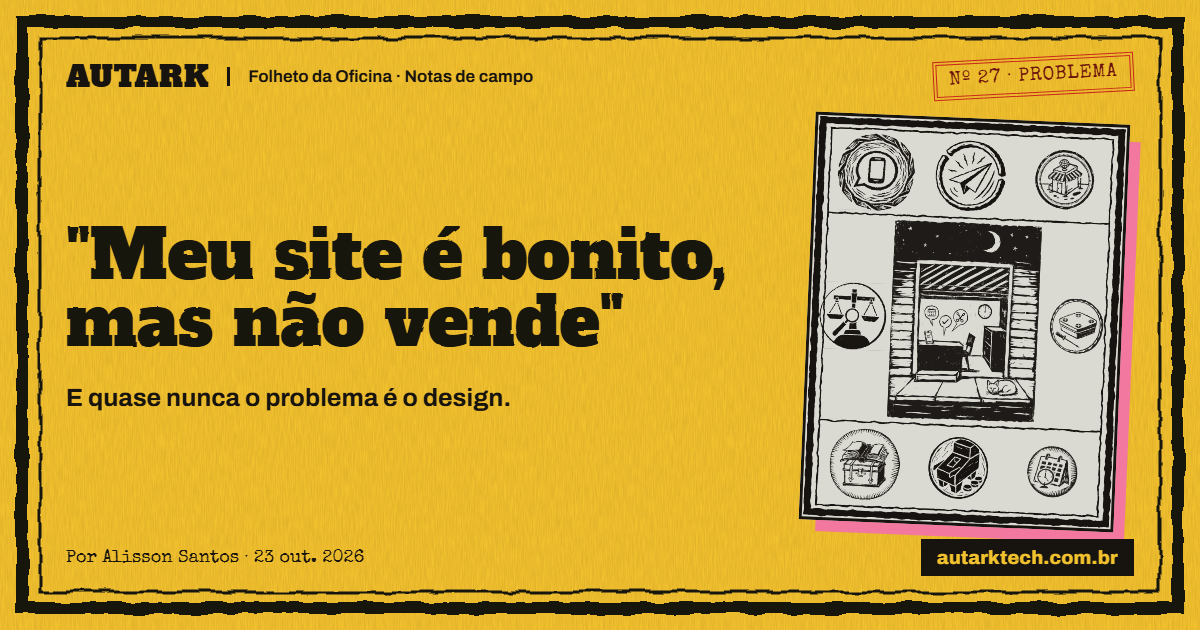 AUTARK
Folheto da Oficina · Notas de campo
Nº 27 · PROBLEMA
"Meu site é bonito,
mas não vende"
E quase nunca o problema é o design.
Por Alisson Santos · 23 out. 2026
autarktech.com.br